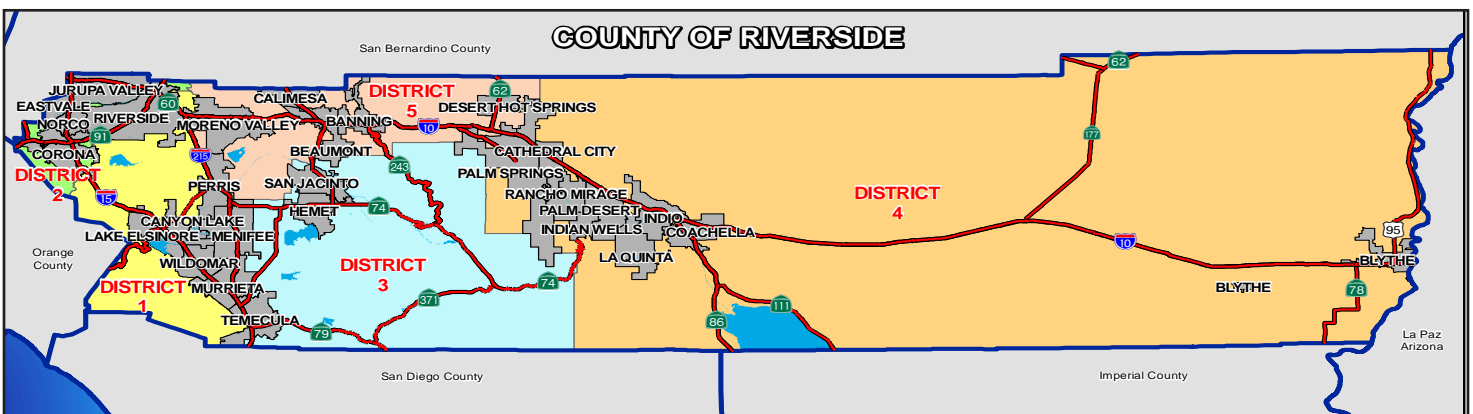 COUNTY OF RIVERSIDE
San Bernardino County
62
62
JURUPA VALLEY
DISTRICT
5
CALIMESA
60
EASTVALE
DESERT HOT SPRINGS
NORCO
RIVERSIDE
MORENO VALLEY
BANNING
10
91
177
CORONA
215
BEAUMONT
CATHEDRAL CITY
243
DISTRICT
2
PALM SPRINGS
PERRIS
SAN JACINTO
RANCHO MIRAGE
DISTRICT
4
15
HEMET
74
PALM DESERT
CANYON LAKE
INDIO
LAKE ELSINORE
MENIFEE
INDIAN WELLS
COACHELLA
95
10
Orange
County
LA QUINTA
BLYTHE
WILDOMAR
DISTRICT
3
DISTRICT
1
MURRIETA
74
BLYTHE
78
371
111
TEMECULA
79
86
La Paz
Arizona
San Diego County
Imperial County